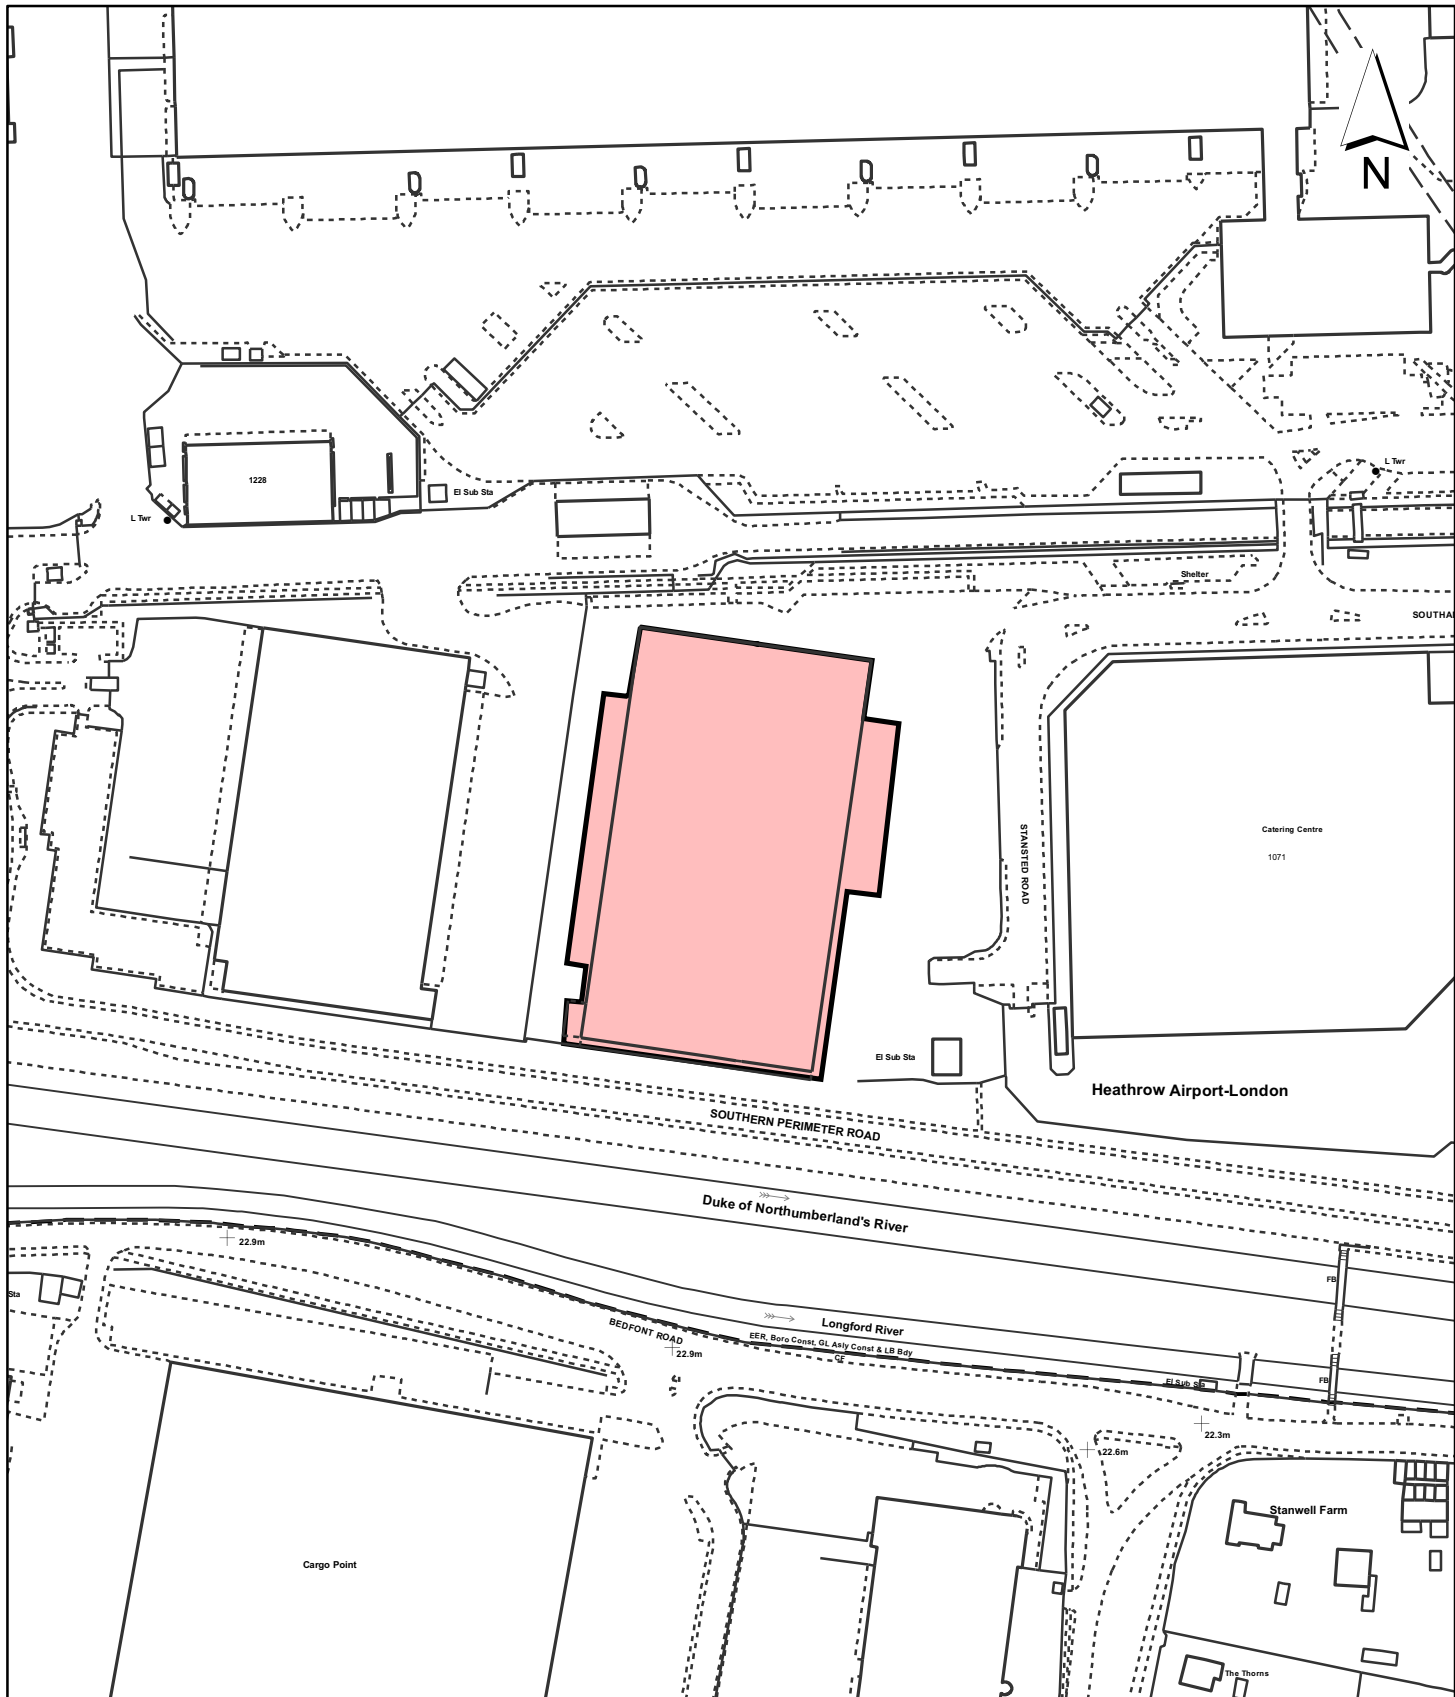 N
L Twr
1228
El Sub Sta
L Twr
Shelter
STANSTED ROAD
Catering Centre
1071
El Sub Sta
Heathrow Airport-London
SOUTHERN PERIMETER ROAD
Duke of Northumberland's River
22.9m
FB
Sta
Longford River
BEDFONT ROAD
EER, Boro Const, GL Asly Const & LB Bdy
22.9m
CF
FB
El Sub Sta
22.3m
22.6m
Stanwell Farm
Cargo Point
The Thorns